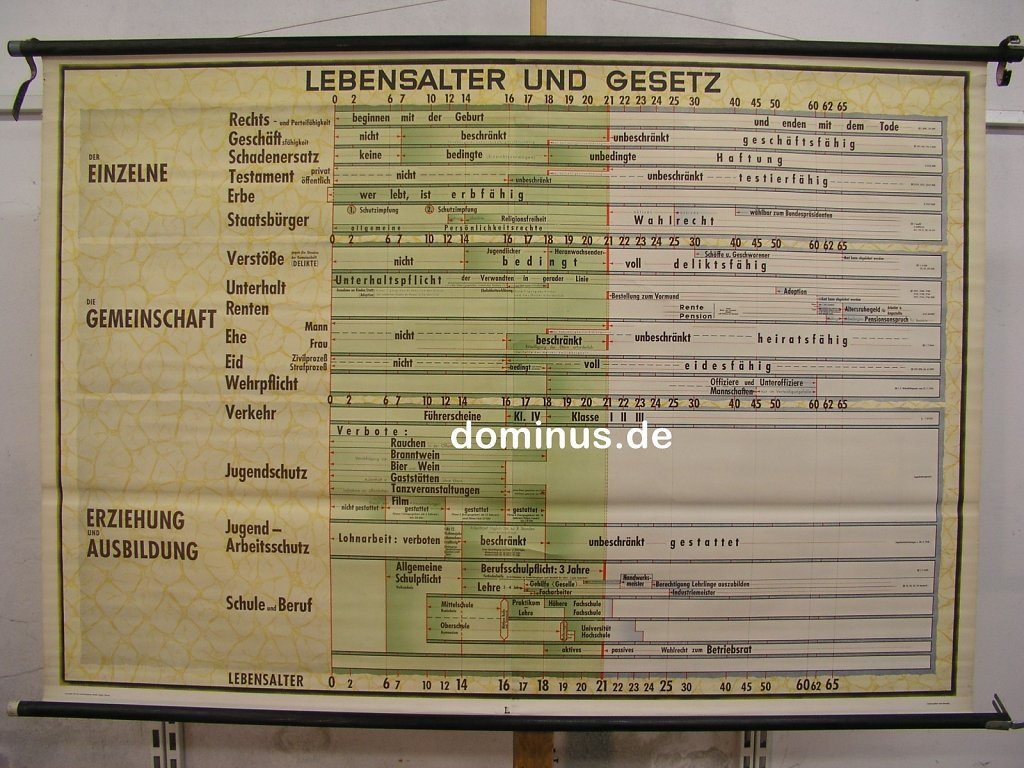 LEBENSALTER UND GESETZ
0 2 6 7 10 12 14 16 17 18 19 20 21 22 23 24 25 30 40 45 50 60 62 65
DER
EINZELNE
Rechts - und Parteifähigkeit beginnen mit der Geburt und enden mit dem Tode
Geschäftsfähigkeit nicht beschränkt unbeschränkt geschäftsfähig
Schadenersatz keine bedingte unbedingte Haftung
Testament privat öffentlich nicht unbeschränkt unbeschränkt testierfähig
Erbe wer lebt, ist erbfähig
Staatsbürger 1. Schutzimpfung 2. Schutzimpfung Religionsfreiheit Wahlrecht wählbar zum Bundespräsidenten
allgemeine Persönlichkeitsrechte
0 2 6 7 10 12 14 16 17 18 19 20 21 22 23 24 25 30 40 45 50 60 62 65
DIE
GEMEINSCHAFT
Jugendlicher Heranwachsender Schöffe u. Geschworner
Verstöße (DELIKTE) nicht bedingt voll deliktsfähig
Unterhalt Unterhaltspflicht der Verwandten in gerader Linie
Adoption
Bestellung zum Vormund
Renten Rente Altersruhegeld
Pension Pensionsanspruch
Ehe Mann Frau nicht beschränkt unbeschränkt heiratsfähig
Eid Zivilprozeß Strafprozeß nicht bedingt voll eidesfähig
Wehrpflicht Offiziere und Unteroffiziere
Mannschaften
0 2 6 7 10 12 14 16 17 18 19 20 21 22 23 24 25 30 40 45 50 60 62 65
ERZIEHUNG
UND
AUSBILDUNG
Verkehr Führerscheine Kl. IV Klasse I II III
dominus.de
Verbote:
Jugendschutz
Rauchen
Branntwein
Bier Wein
Gaststätten
Tanzveranstaltungen
Film
nicht gestattet gestattet gestattet gestattet
Jugend–
Arbeitsschutz
Lohnarbeit: verboten beschränkt unbeschränkt gestattet
Schule und Beruf
Allgemeine
Schulpflicht
Berufsschulpflicht: 3 Jahre
Lehre Gehilfe (Geselle) Handwerksmeister Berechtigung Lehrlinge auszubilden
Facharbeiter Industriemeister
Mittelschule Praktikum Höhere Fachschule
Lehre Fachschule
Oberschule Universität
Hochschule
aktives passives Wahlrecht zum Betriebsrat
LEBENSALTER 0 2 6 7 10 12 14 16 17 18 19 20 21 22 23 24 25 30 40 45 50 60 62 65
L